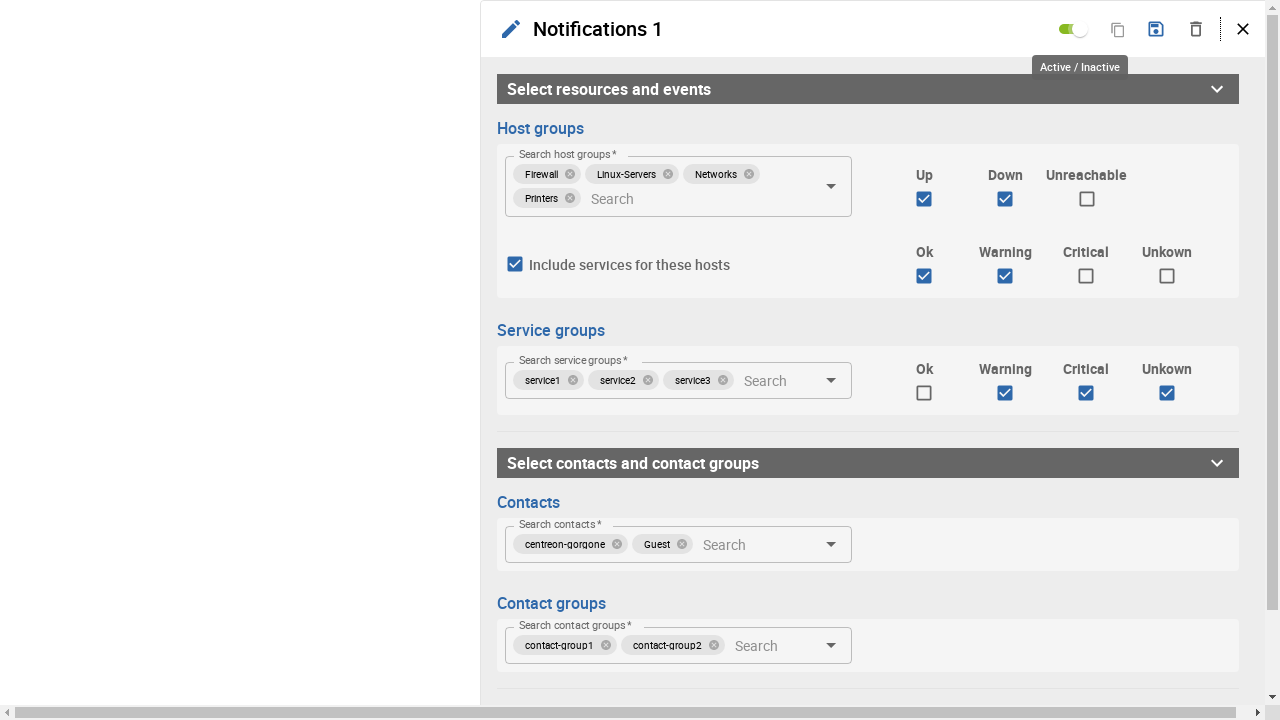 Notifications 1
Active / Inactive
Select resources and events
Host groups
Search host groups *
Firewall Linux-Servers Networks
Printers Search
Up Down Unreachable
Include services for these hosts
Ok Warning Critical Unkown
Service groups
Search service groups *
service1 service2 service3 Search
Ok Warning Critical Unkown
Select contacts and contact groups
Contacts
Search contacts *
centreon-gorgone Guest Search
Contact groups
Search contact groups *
contact-group1 contact-group2 Search